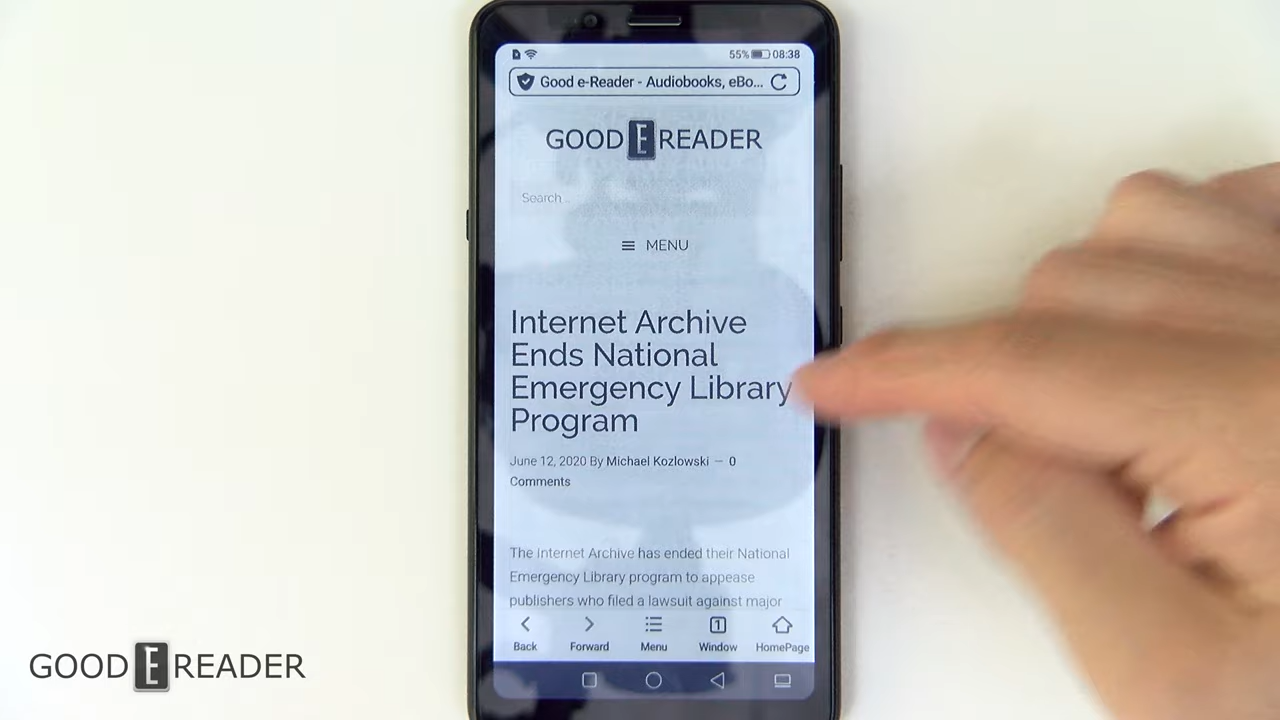 55% 08:38
Good e-Reader - Audiobooks, eBo...
GOOD E READER
Search...
MENU
Internet Archive
Ends National
Emergency Library
Program
June 12, 2020 By Michael Kozlowski — 0
Comments
The Internet Archive has ended their National
Emergency Library program to appease
publishers who filed a lawsuit against major
1
Back Forward Menu Window HomePage
GOOD E READER